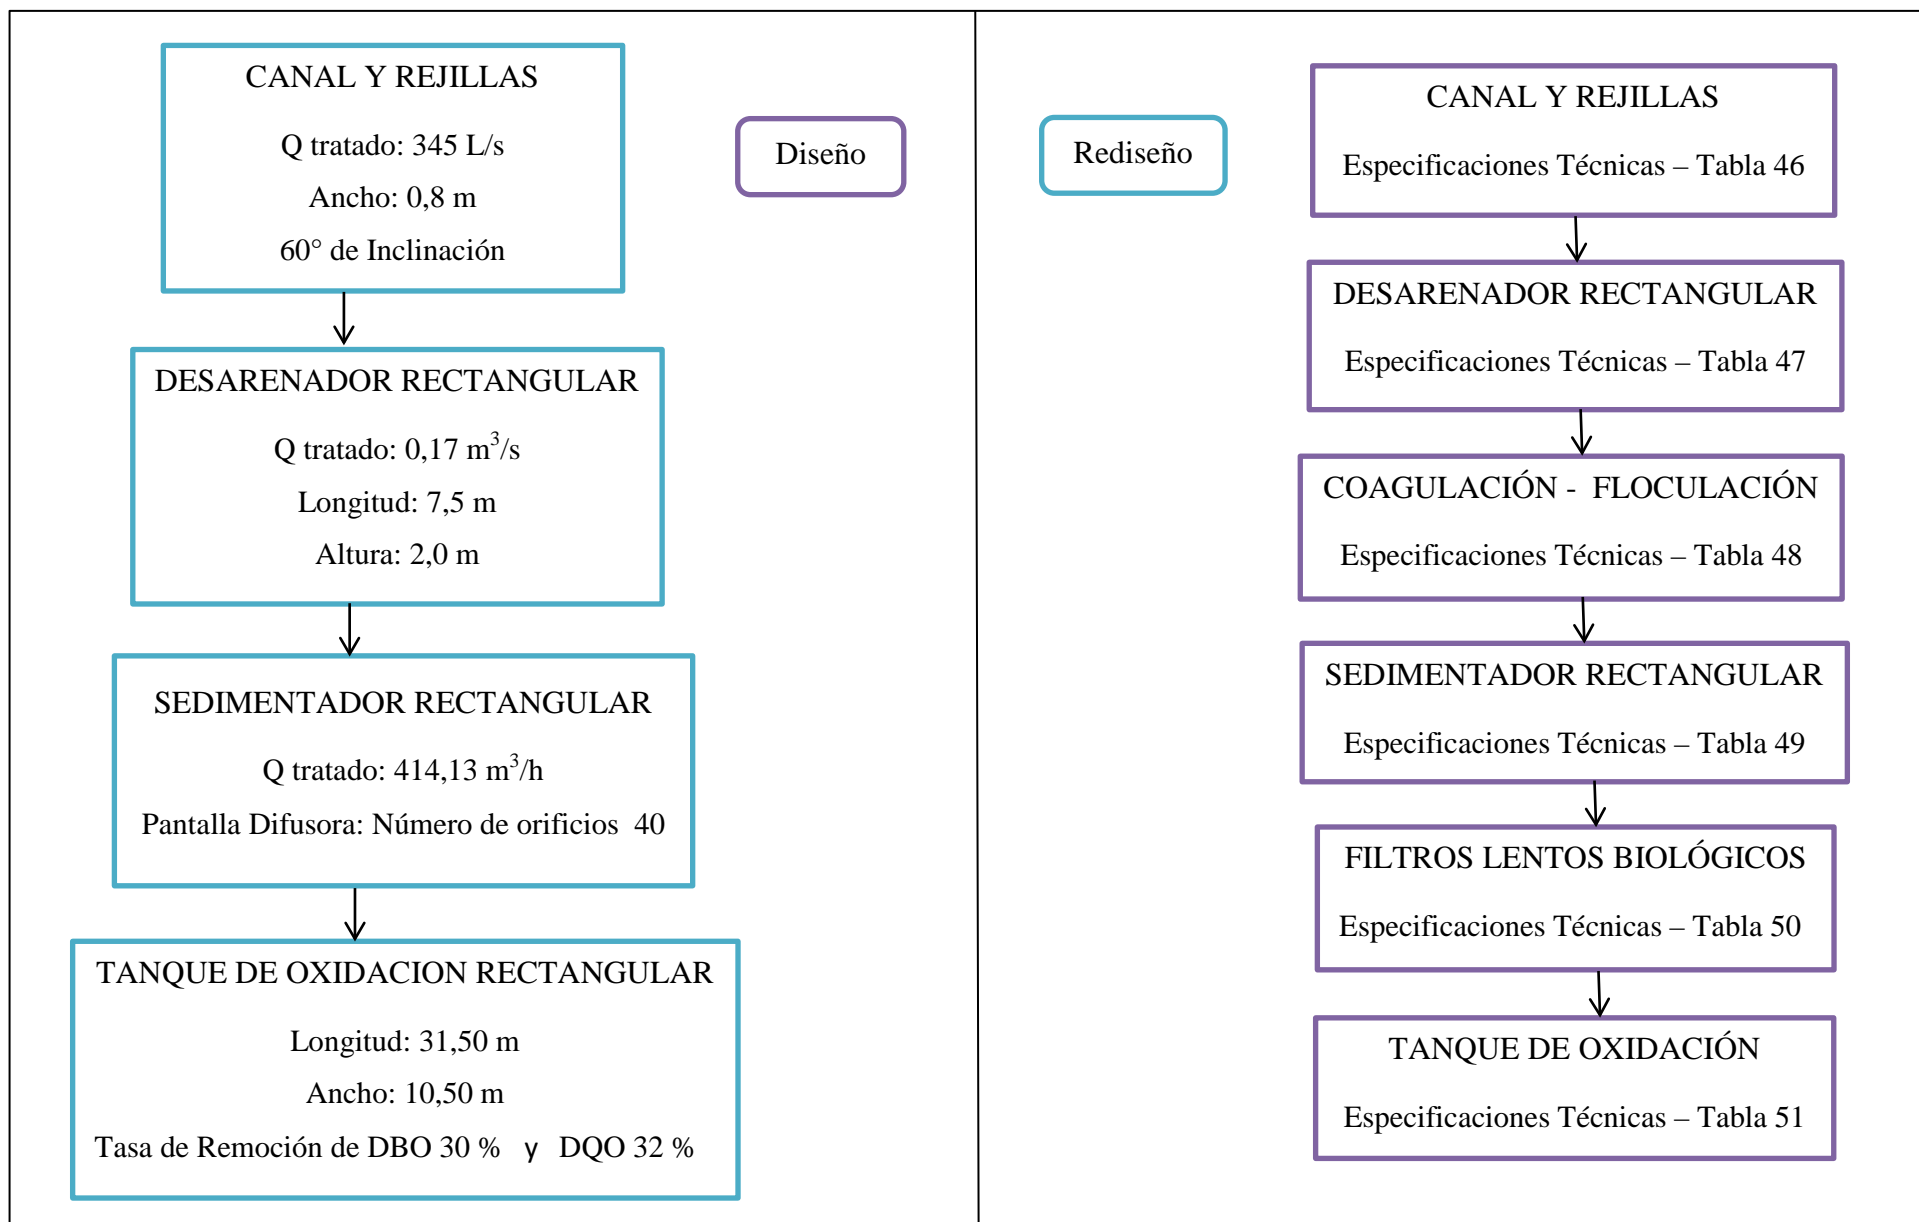 CANAL Y REJILLAS
Q tratado: 345 L/s
Ancho: 0,8 m
60° de Inclinación
DESARENADOR RECTANGULAR
Q tratado: 0,17 m³/s
Longitud: 7,5 m
Altura: 2,0 m
SEDIMENTADOR RECTANGULAR
Q tratado: 414,13 m³/h
Pantalla Difusora: Número de orificios 40
TANQUE DE OXIDACION RECTANGULAR
Longitud: 31,50 m
Ancho: 10,50 m
Tasa de Remoción de DBO 30 % y DQO 32 %
Diseño
Rediseño
CANAL Y REJILLAS
Especificaciones Técnicas – Tabla 46
DESARENADOR RECTANGULAR
Especificaciones Técnicas – Tabla 47
COAGULACIÓN - FLOCULACIÓN
Especificaciones Técnicas – Tabla 48
SEDIMENTADOR RECTANGULAR
Especificaciones Técnicas – Tabla 49
FILTROS LENTOS BIOLÓGICOS
Especificaciones Técnicas – Tabla 50
TANQUE DE OXIDACIÓN
Especificaciones Técnicas – Tabla 51